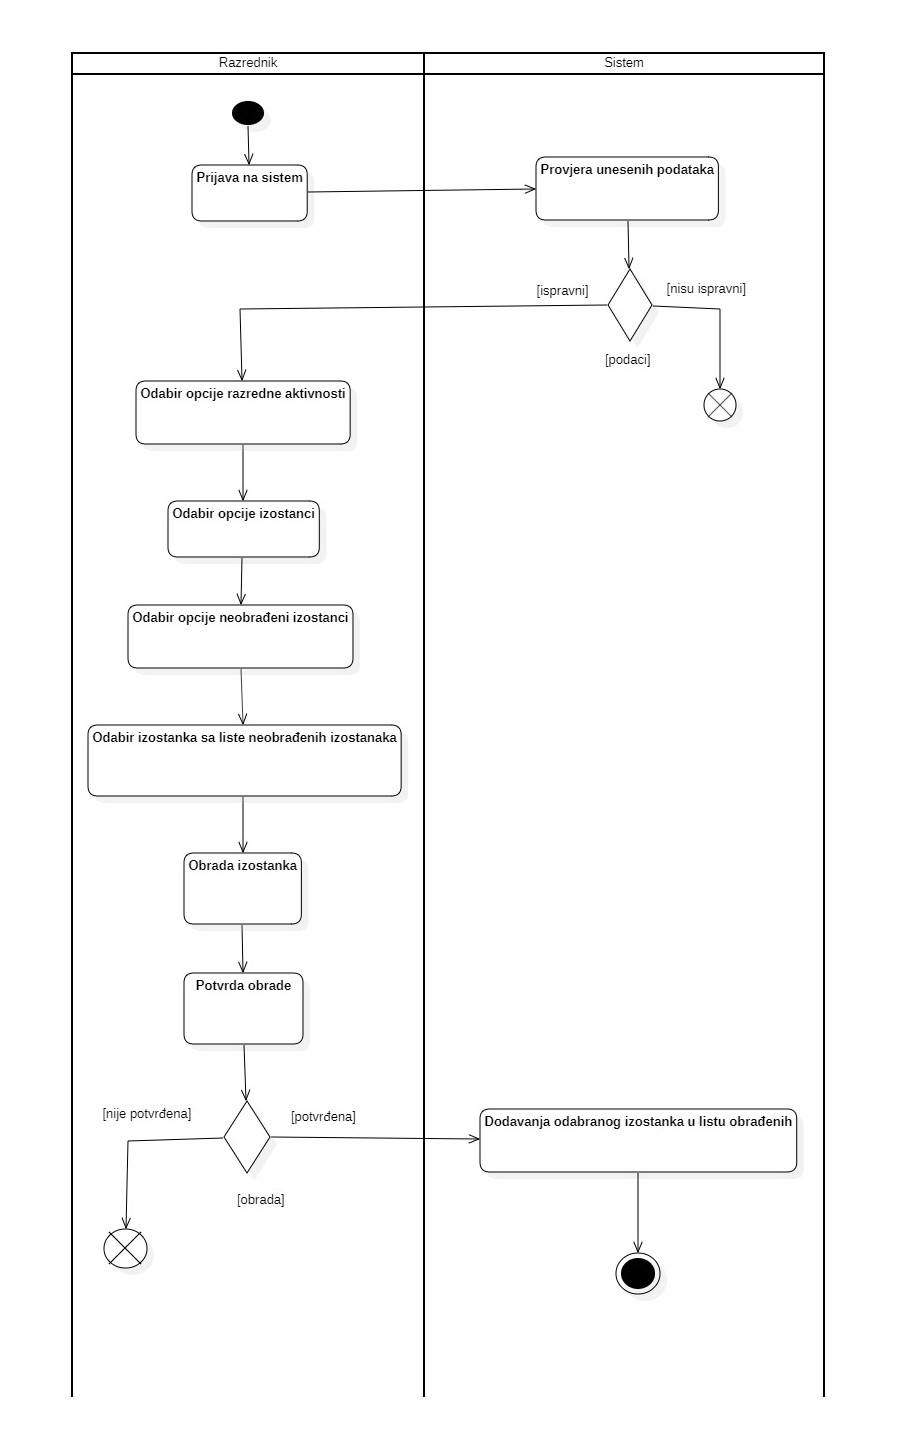 Razrednik
Sistem
Prijava na sistem
Provjera unesenih podataka
[ispravni]
[nisu ispravni]
[podaci]
Odabir opcije razredne aktivnosti
Odabir opcije izostanci
Odabir opcije neobrađeni izostanci
Odabir izostanka sa liste neobrađenih izostanaka
Obrada izostanka
Potvrda obrade
[nije potvrđena]
[potvrđena]
Dodavanja odabranog izostanka u listu obrađenih
[obrada]